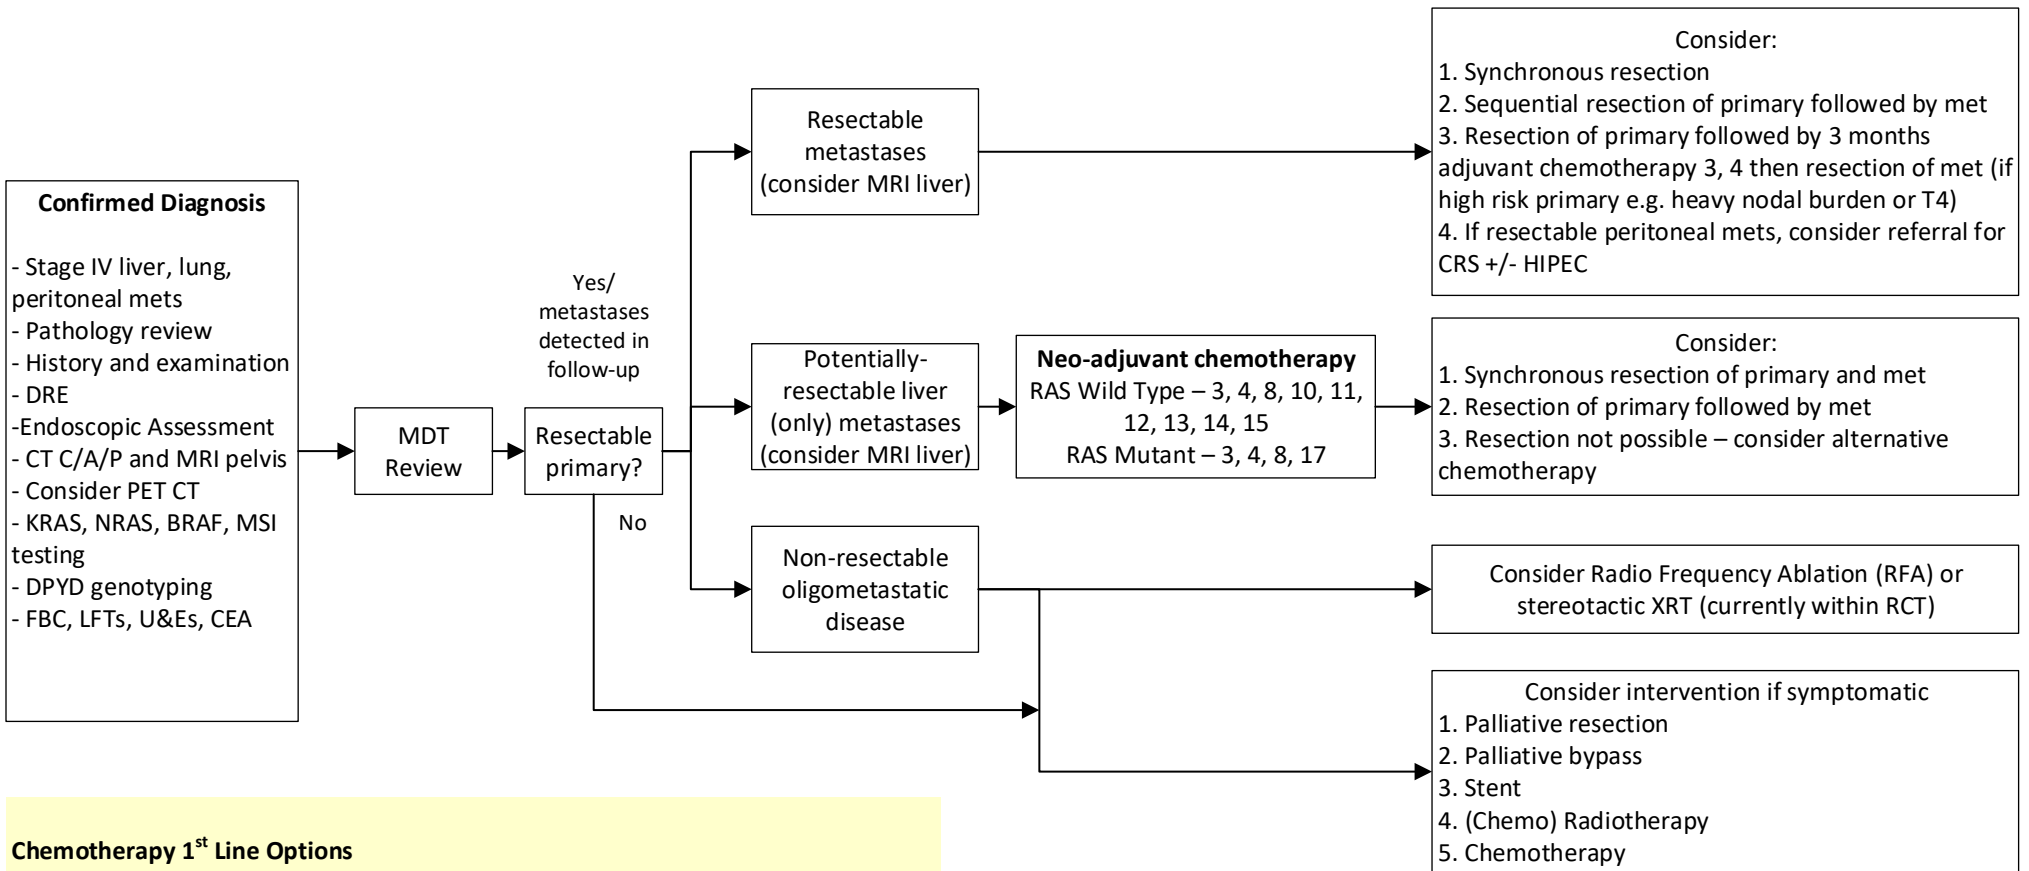 Confirmed Diagnosis
- Stage IV liver, lung,
peritoneal mets
- Pathology review
- History and examination
- DRE
-Endoscopic Assessment
- CT C/A/P and MRI pelvis
- Consider PET CT
- KRAS, NRAS, BRAF, MSI
testing
- DPYD genotyping
- FBC, LFTs, U&Es, CEA
MDT
Review
Resectable
primary?
Yes/
metastases
detected in
follow-up
No
Resectable
metastases
(consider MRI liver)
Consider:
1. Synchronous resection
2. Sequential resection of primary followed by met
3. Resection of primary followed by 3 months
adjuvant chemotherapy 3, 4 then resection of met (if
high risk primary e.g. heavy nodal burden or T4)
4. If resectable peritoneal mets, consider referral for
CRS +/- HIPEC
Potentially-
resectable liver
(only) metastases
(consider MRI liver)
Neo-adjuvant chemotherapy
RAS Wild Type – 3, 4, 8, 10, 11,
12, 13, 14, 15
RAS Mutant – 3, 4, 8, 17
Consider:
1. Synchronous resection of primary and met
2. Resection of primary followed by met
3. Resection not possible – consider alternative
chemotherapy
Non-resectable
oligometastatic
disease
Consider Radio Frequency Ablation (RFA) or
stereotactic XRT (currently within RCT)
Consider intervention if symptomatic
1. Palliative resection
2. Palliative bypass
3. Stent
4. (Chemo) Radiotherapy
5. Chemotherapy
Chemotherapy 1st Line Options